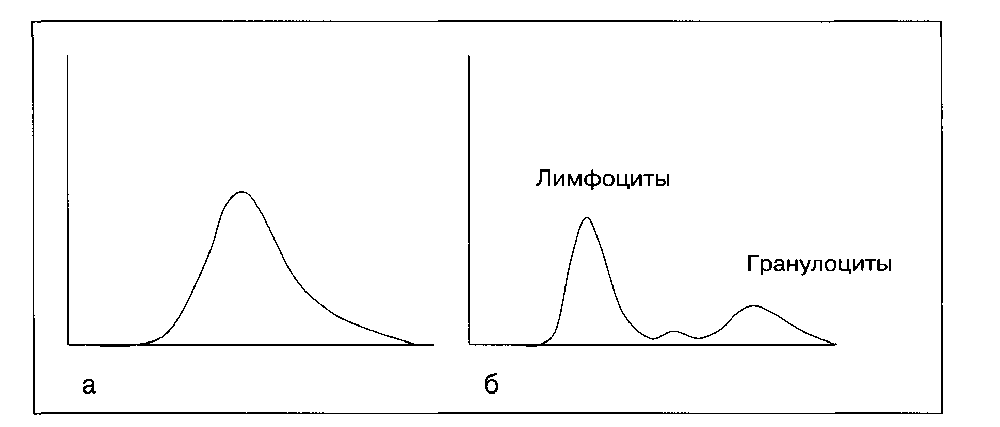 Лимфоциты
Гранулоциты
а
б